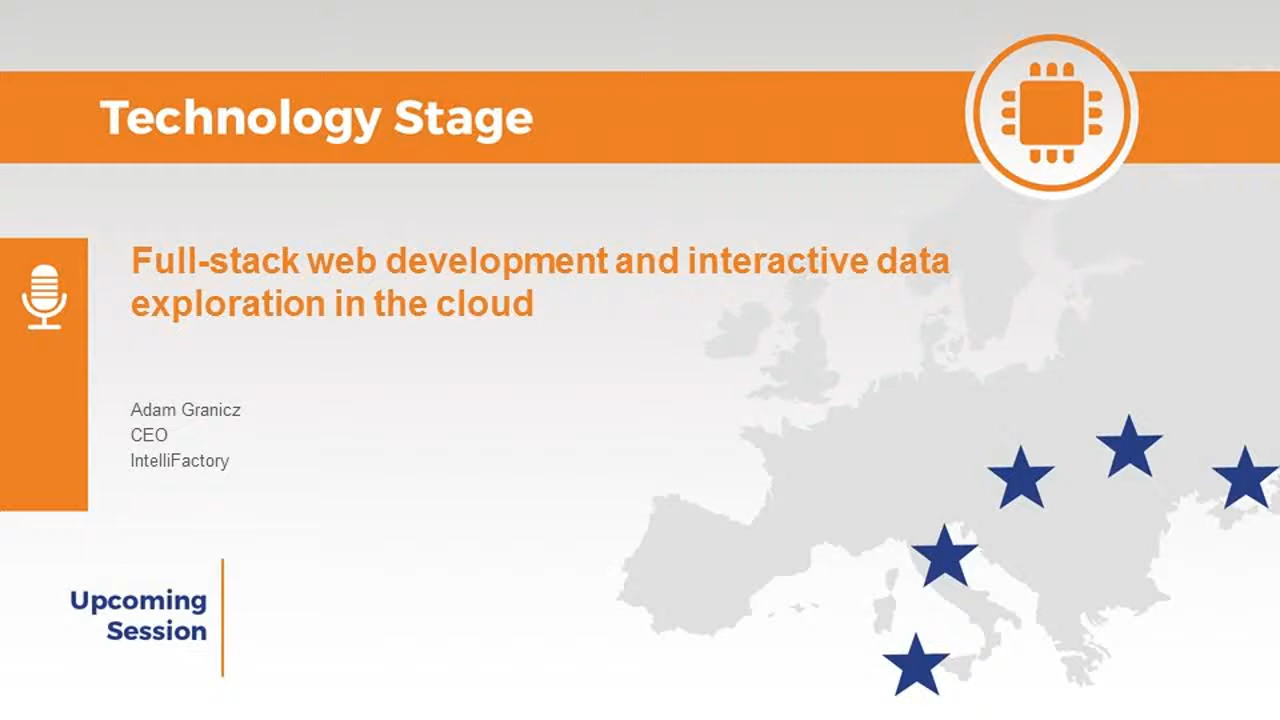 Technology Stage
Full-stack web development and interactive data
exploration in the cloud
Adam Granicz
CEO
IntelliFactory
Upcoming
Session